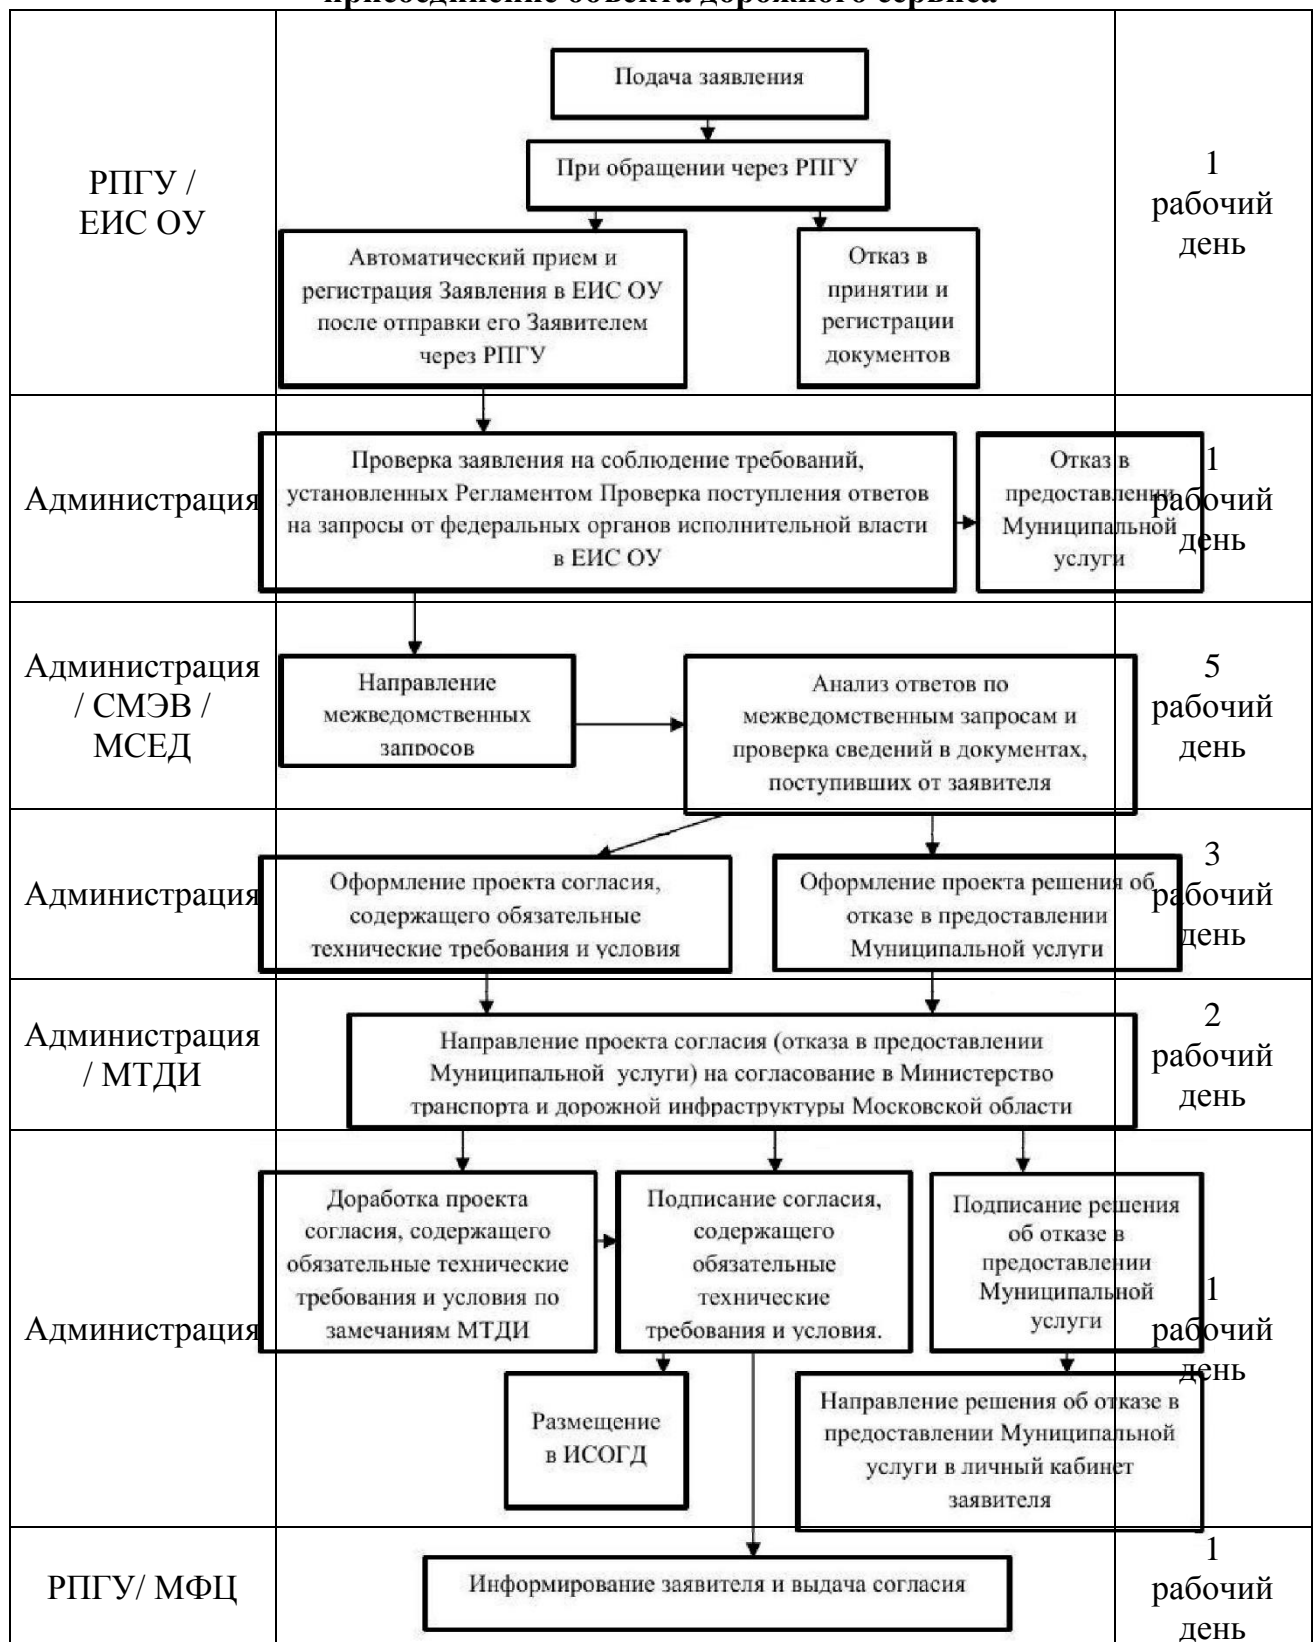 присоединение объекта дорожного сервиса
РПГУ /
ЕИС ОУ
Подача заявления
При обращении через РПГУ
Автоматический прием и
регистрация Заявления в ЕИС ОУ
после отправки его Заявителем
через РПГУ
Отказ в
принятии и
регистрации
документов
1
рабочий
день
Администрация
Проверка заявления на соблюдение требований,
установленных Регламентом Проверка поступления ответов
на запросы от федеральных органов исполнительной власти
в ЕИС ОУ
Отказ в
предоставлении
Муниципальной
услуги
1
рабочий
день
Администрация
/ СМЭВ /
МСЕД
Направление
межведомственных
запросов
Анализ ответов по
межведомственным запросам и
проверка сведений в документах,
поступивших от заявителя
5
рабочий
день
Администрация
Оформление проекта согласия,
содержащего обязательные
технические требования и условия
Оформление проекта решения об
отказе в предоставлении
Муниципальной услуги
3
рабочий
день
Администрация
/ МТДИ
Направление проекта согласия (отказа в предоставлении
Муниципальной услуги) на согласование в Министерство
транспорта и дорожной инфраструктуры Московской области
2
рабочий
день
Администрация
Доработка проекта
согласия, содержащего
обязательные технические
требования и условия по
замечаниям МТДИ
Подписание согласия,
содержащего
обязательные
технические
требования и условия.
Подписание решения
об отказе в
предоставлении
Муниципальной
услуги
Размещение
в ИСОГД
Направление решения об отказе в
предоставлении Муниципальной
услуги в личный кабинет
заявителя
1
рабочий
день
РПГУ/ МФЦ
Информирование заявителя и выдача согласия
1
рабочий
день